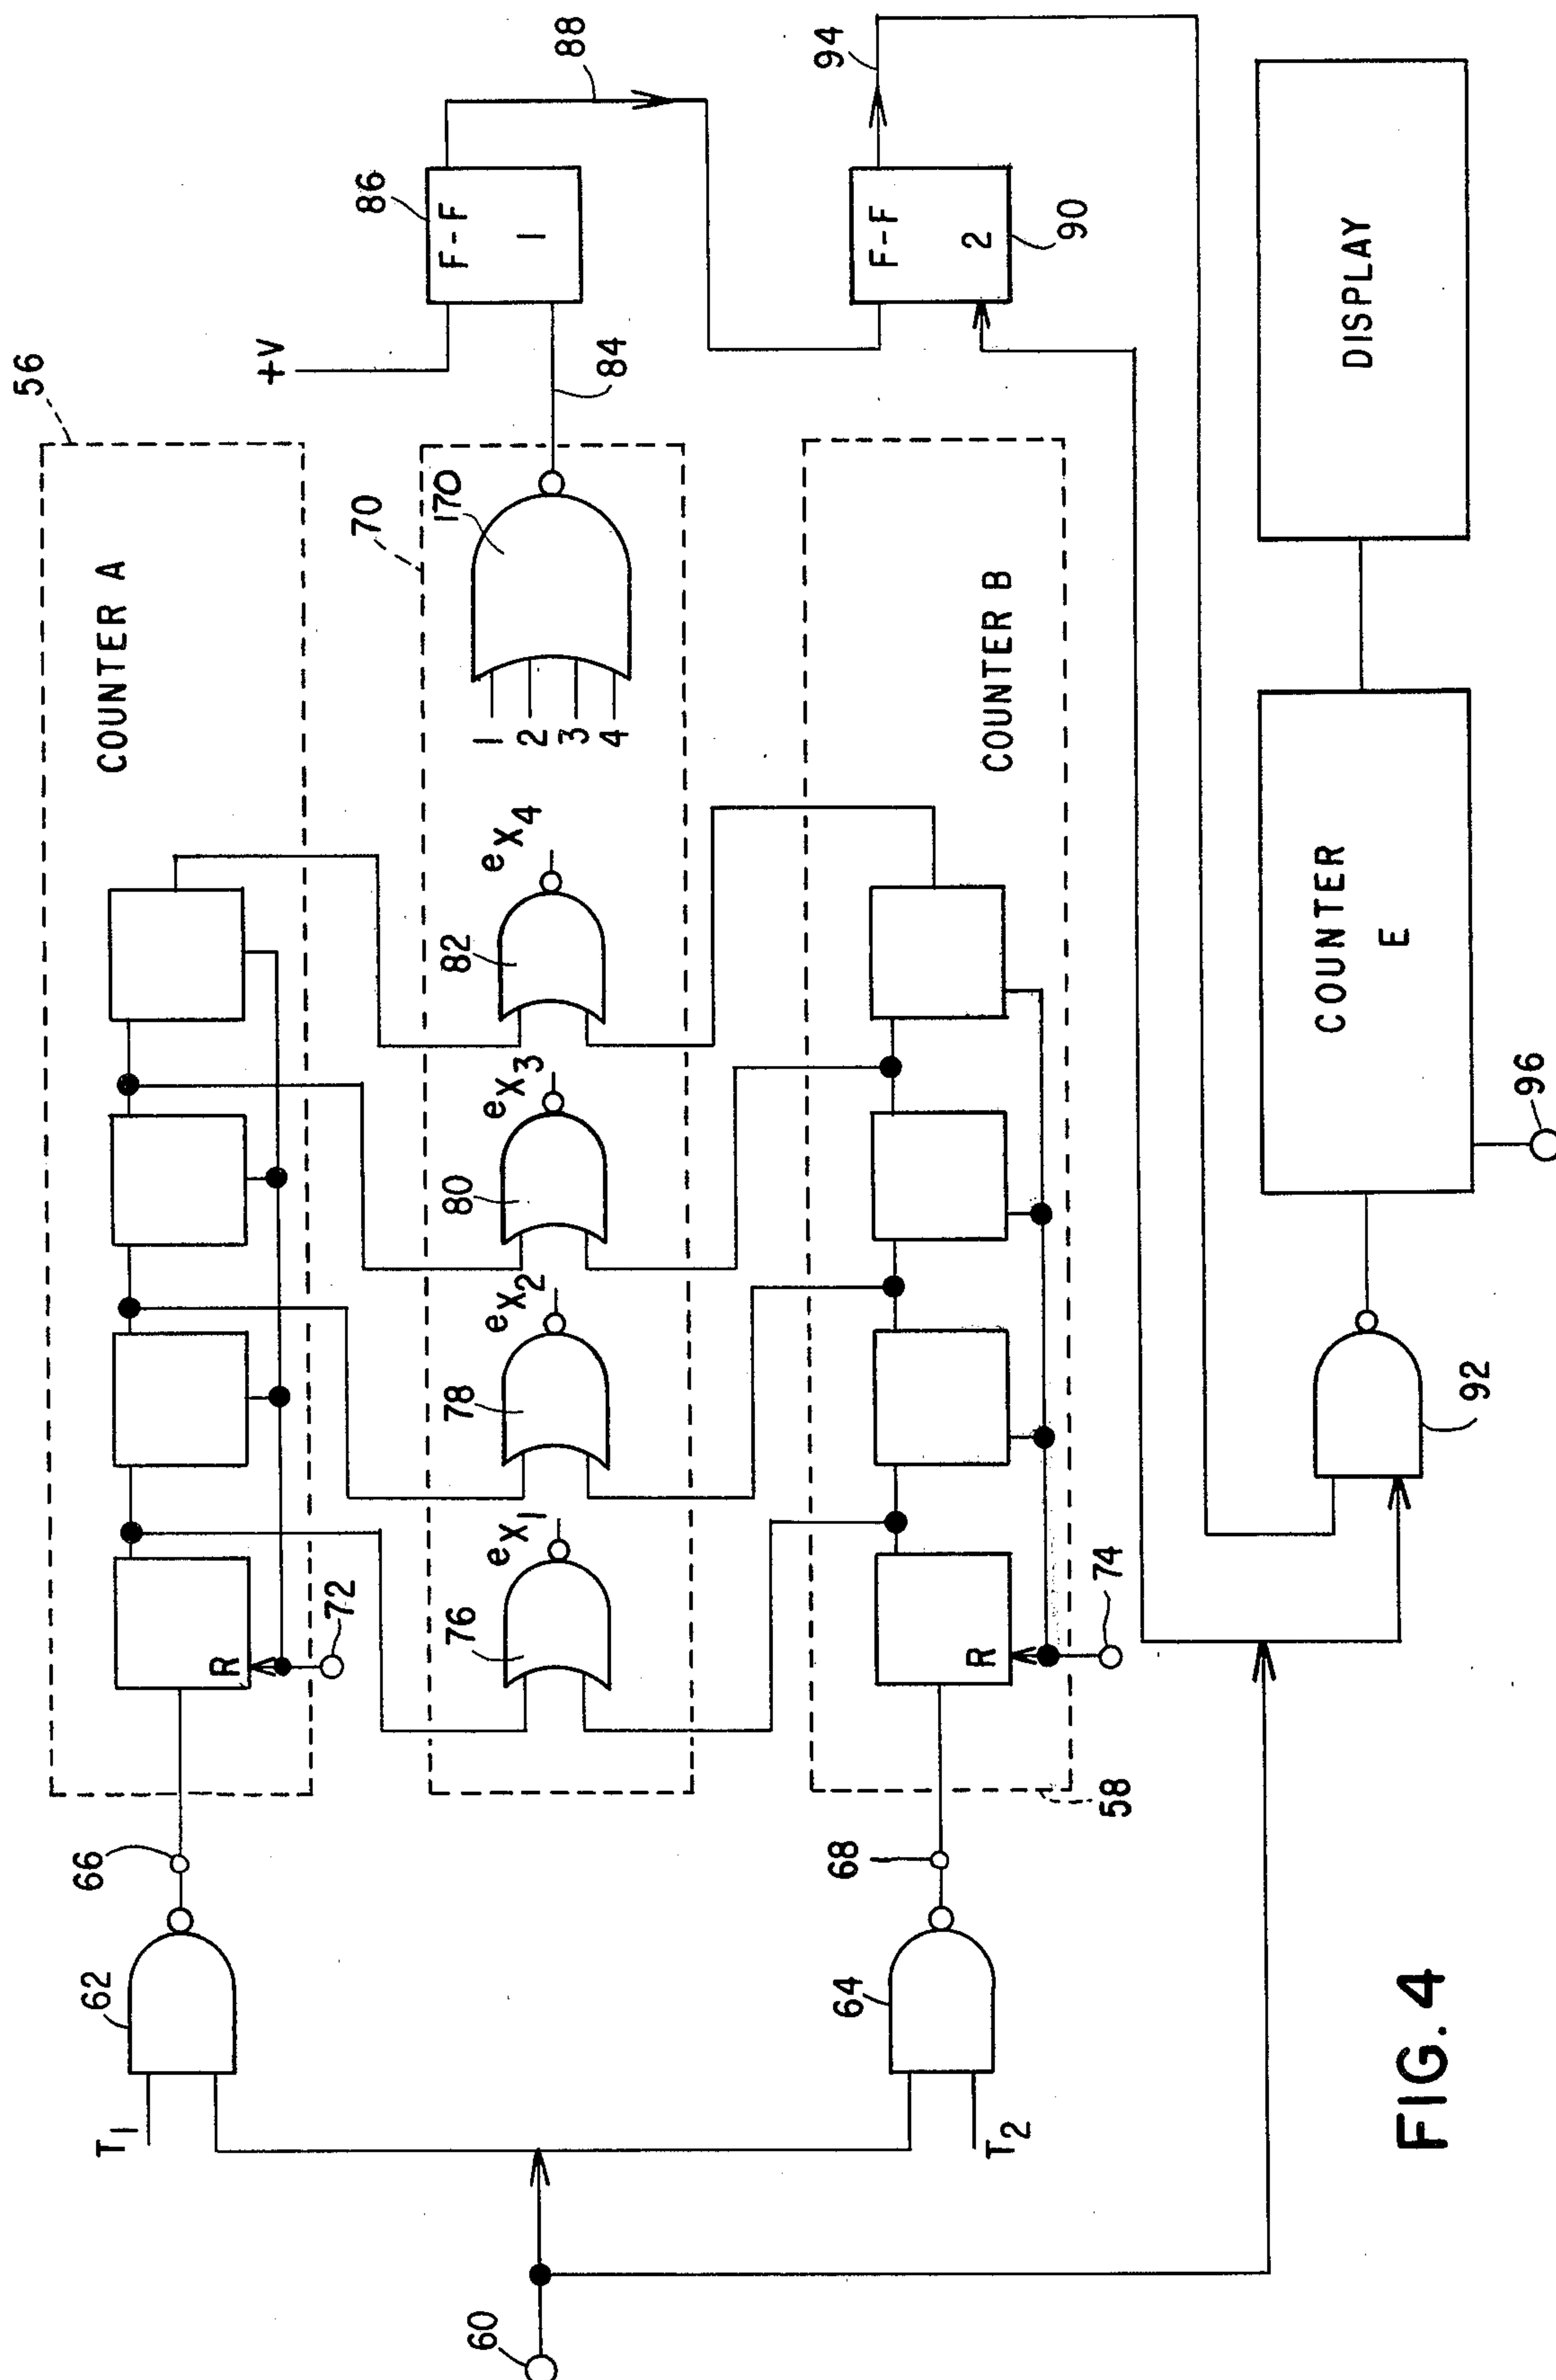 56
COUNTER A
R
72
66
62
T1
60
70
170
1
2
3
4
84
+V
F-F
1
86
88
eX4
82
eX3
80
eX2
78
eX1
76
COUNTER B
R
74
58
68
64
T2
F-F
2
90
94
92
COUNTER
E
96
DISPLAY
FIG. 4